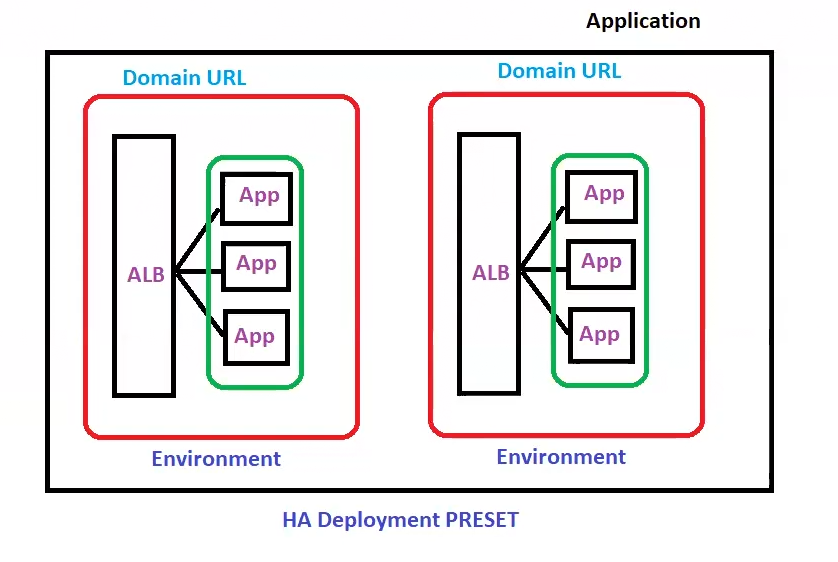 Application
Domain URL
Domain URL
App
App
App
ALB
App
App
App
ALB
Environment
Environment
HA Deployment PRESET